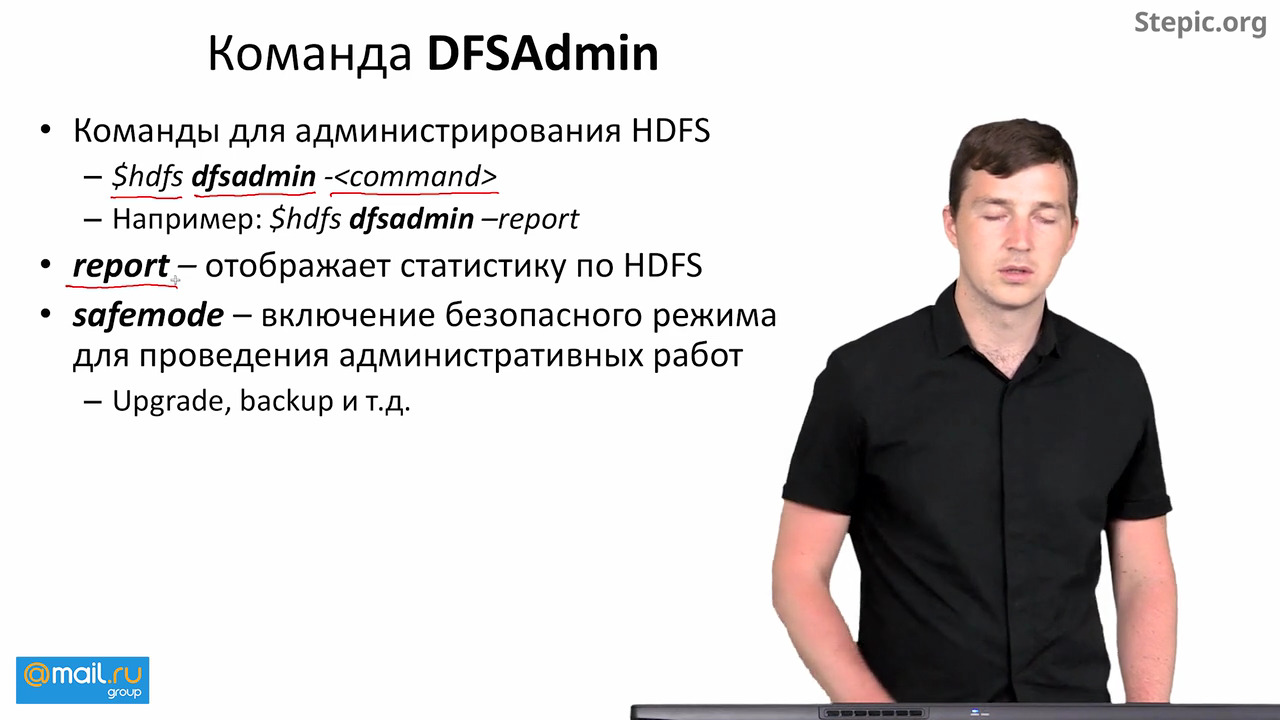 Stepic.org
Команда DFSAdmin
• Команды для администрирования HDFS
– $hdfs dfsadmin -<command>
– Например: $hdfs dfsadmin –report
• report – отображает статистику по HDFS
• safemode – включение безопасного режима
для проведения административных работ
– Upgrade, backup и т.д.
@mail.ru
group